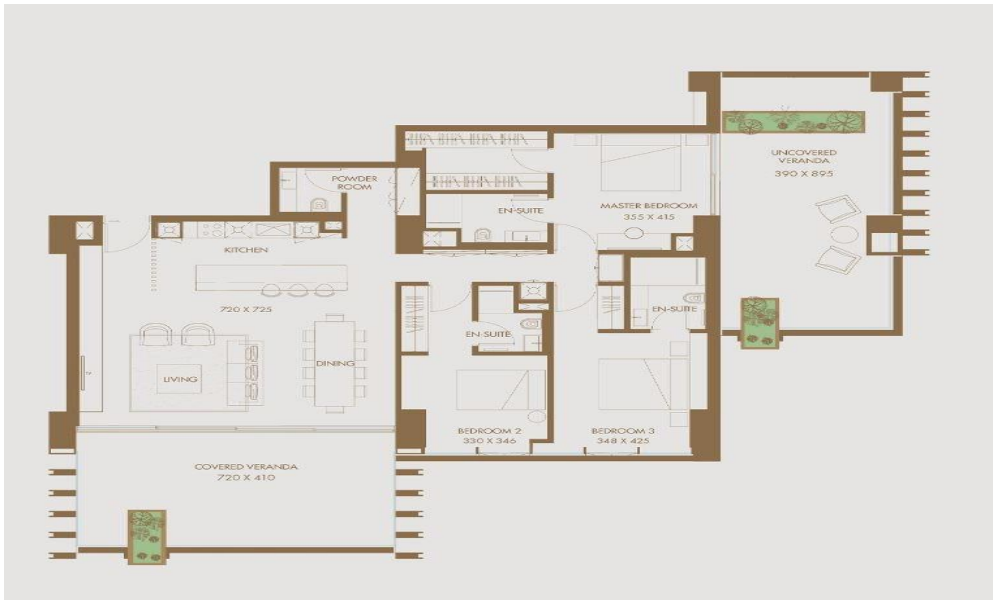 POWDER
ROOM
UNCOVERED
VERANDA
390 X 895
EN-SUITE
MASTER BEDROOM
355 X 415
KITCHEN
720 X 725
EN-SUITE
EN-SUITE
LIVING
DINING
BEDROOM 2
330 X 346
BEDROOM 3
348 X 425
COVERED VERANDA
720 X 410